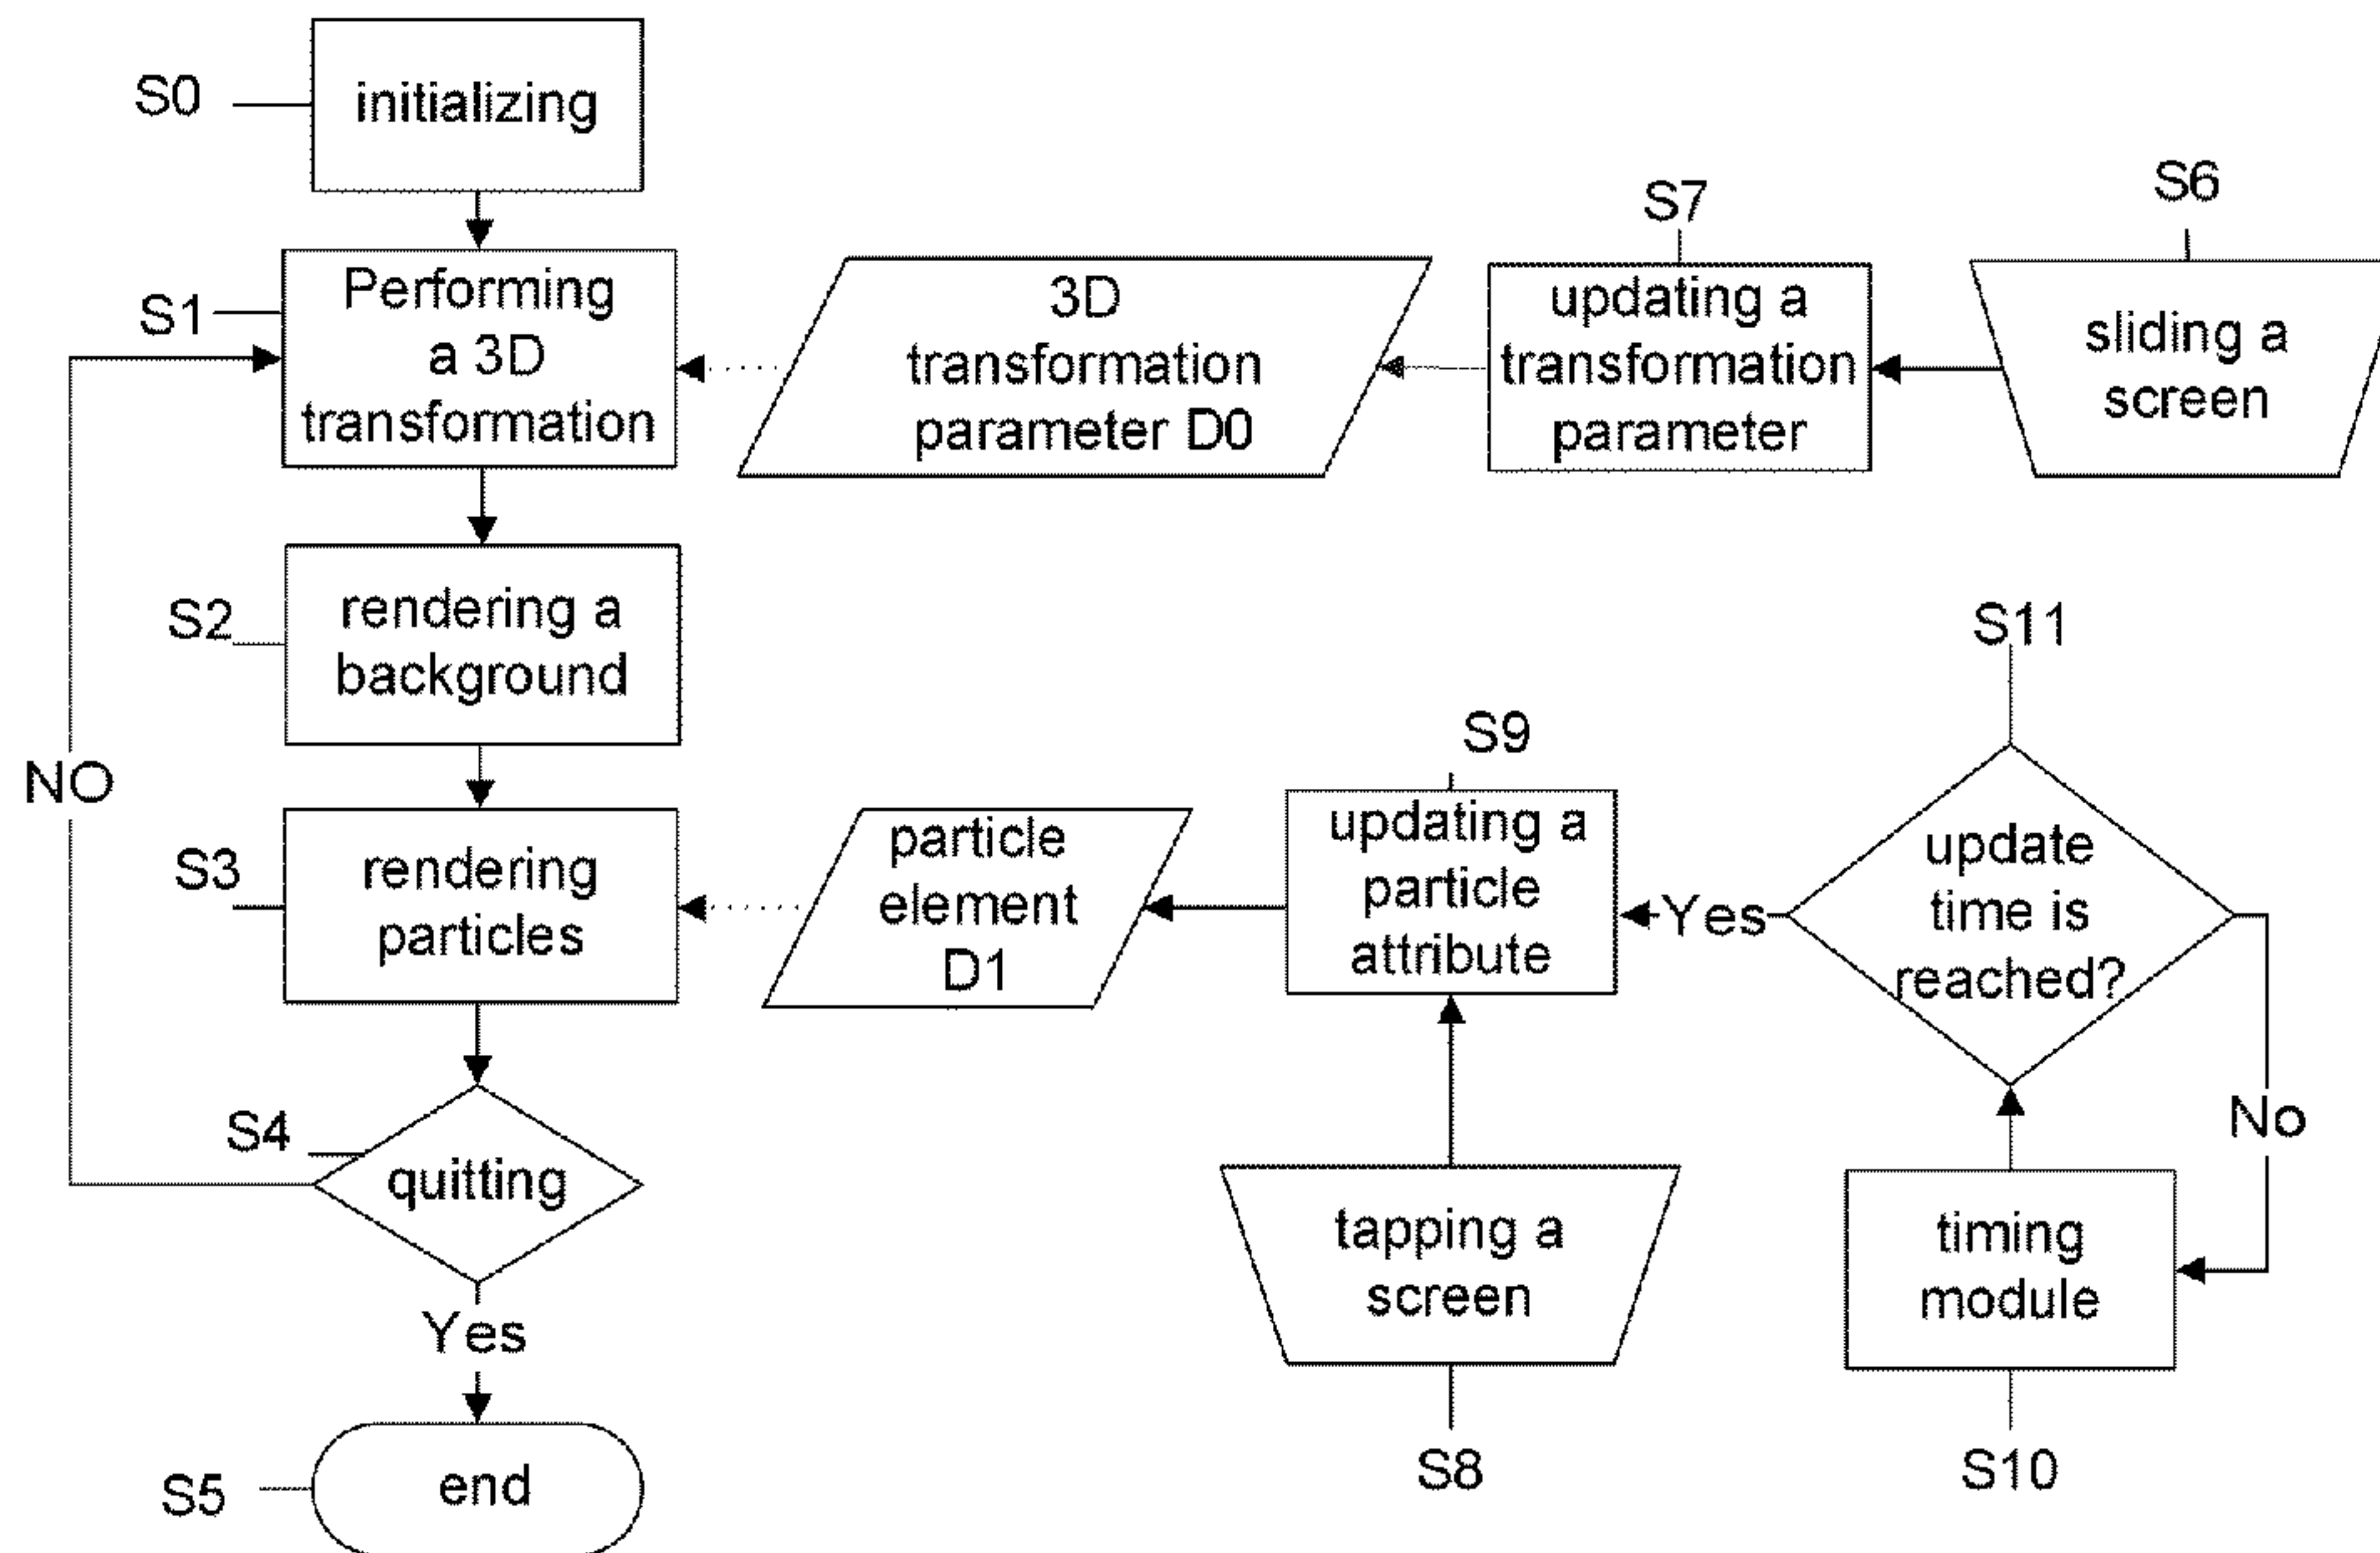 S0
initializing
S1
Performing
a 3D
transformation
3D
transformation
parameter D0
S7
updating a
transformation
parameter
S6
sliding a
screen
S2
rendering a
background
NO
S3
rendering
particles
particle
element
D1
S9
updating a
particle
attribute
Yes
S11
update
time is
reached?
No
S4
quitting
Yes
tapping a
screen
S8
timing
module
S10
S5
end